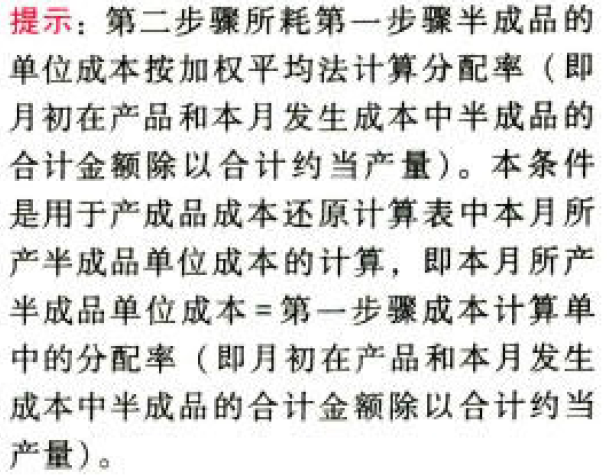 提示：第二步骤所耗第一步骤半成品的
单位成本按加权平均法计算分配率（即
月初在产品和本月发生成本中半成品的
合计金额除以合计约当产量）。本条件
是用于产成品成本还原计算表中本月所
产半成品单位成本的计算，即本月所产
半成品单位成本=第一步骤成本计算单
中的分配率（即月初在产品和本月发生
成本中半成品的合计金额除以合计约当
产量）。